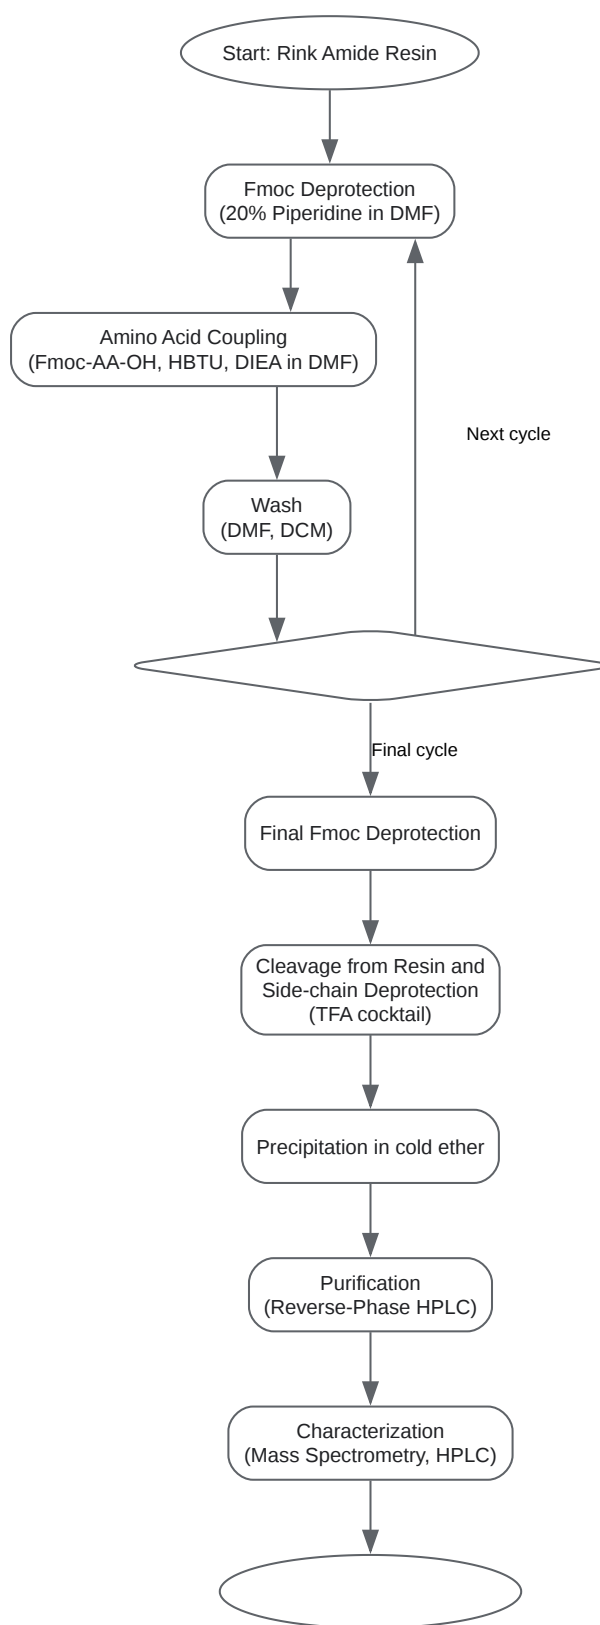 Start: Rink Amide Resin
Fmoc Deprotection
(20% Piperidine in DMF)
Amino Acid Coupling
(Fmoc-AA-OH, HBTU, DIEA in DMF)
Next cycle
Wash
(DMF, DCM)
Final cycle
Final Fmoc Deprotection
Cleavage from Resin and
Side-chain Deprotection
(TFA cocktail)
Precipitation in cold ether
Purification
(Reverse-Phase HPLC)
Characterization
(Mass Spectrometry, HPLC)